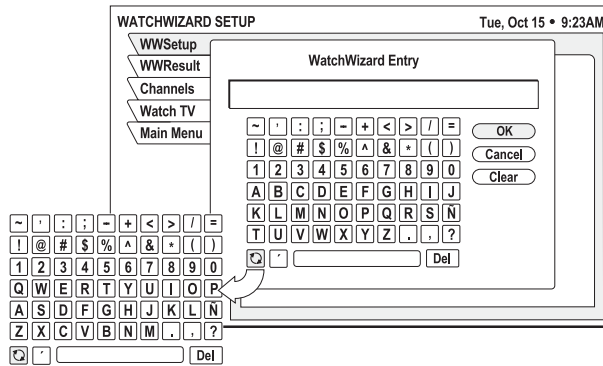 WATCHWIZARD SETUP Tue, Oct 15 • 9:23AM
WWSetup
WWResult
Channels
Watch TV
Main Menu
WatchWizard Entry
~ ' : ; - + < > / =
! @ # $ % ^ & * ( )
1 2 3 4 5 6 7 8 9 0
A B C D E F G H I J
K L M N O P Q R S Ñ
T U V W X Y Z . , ?
´ Del
OK
Cancel
Clear
~ ' : ; - + < > / =
! @ # $ % ^ & * ( )
1 2 3 4 5 6 7 8 9 0
Q W E R T Y U I O P
A S D F G H J K L Ñ
Z X C V B N M . , ?
´ Del